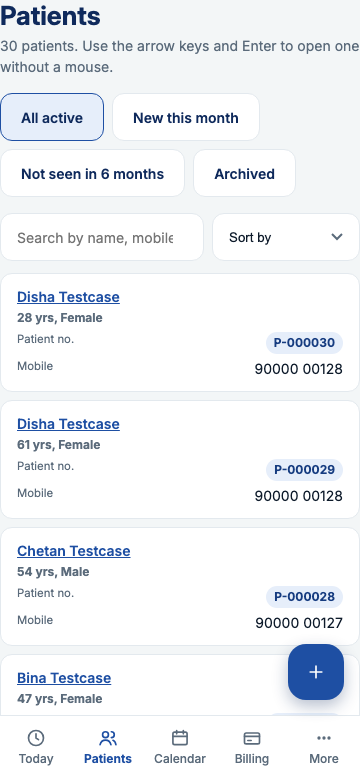 Patients
30 patients. Use the arrow keys and Enter to open one
without a mouse.
All active
New this month
Not seen in 6 months
Archived
Search by name, mobile
Sort by
Disha Testcase
28 yrs, Female
Patient no.
P-000030
Mobile
90000 00128
Disha Testcase
61 yrs, Female
Patient no.
P-000029
Mobile
90000 00128
Chetan Testcase
54 yrs, Male
Patient no.
P-000028
Mobile
90000 00127
Bina Testcase
47 yrs, Female
Today
Patients
Calendar
Billing
More